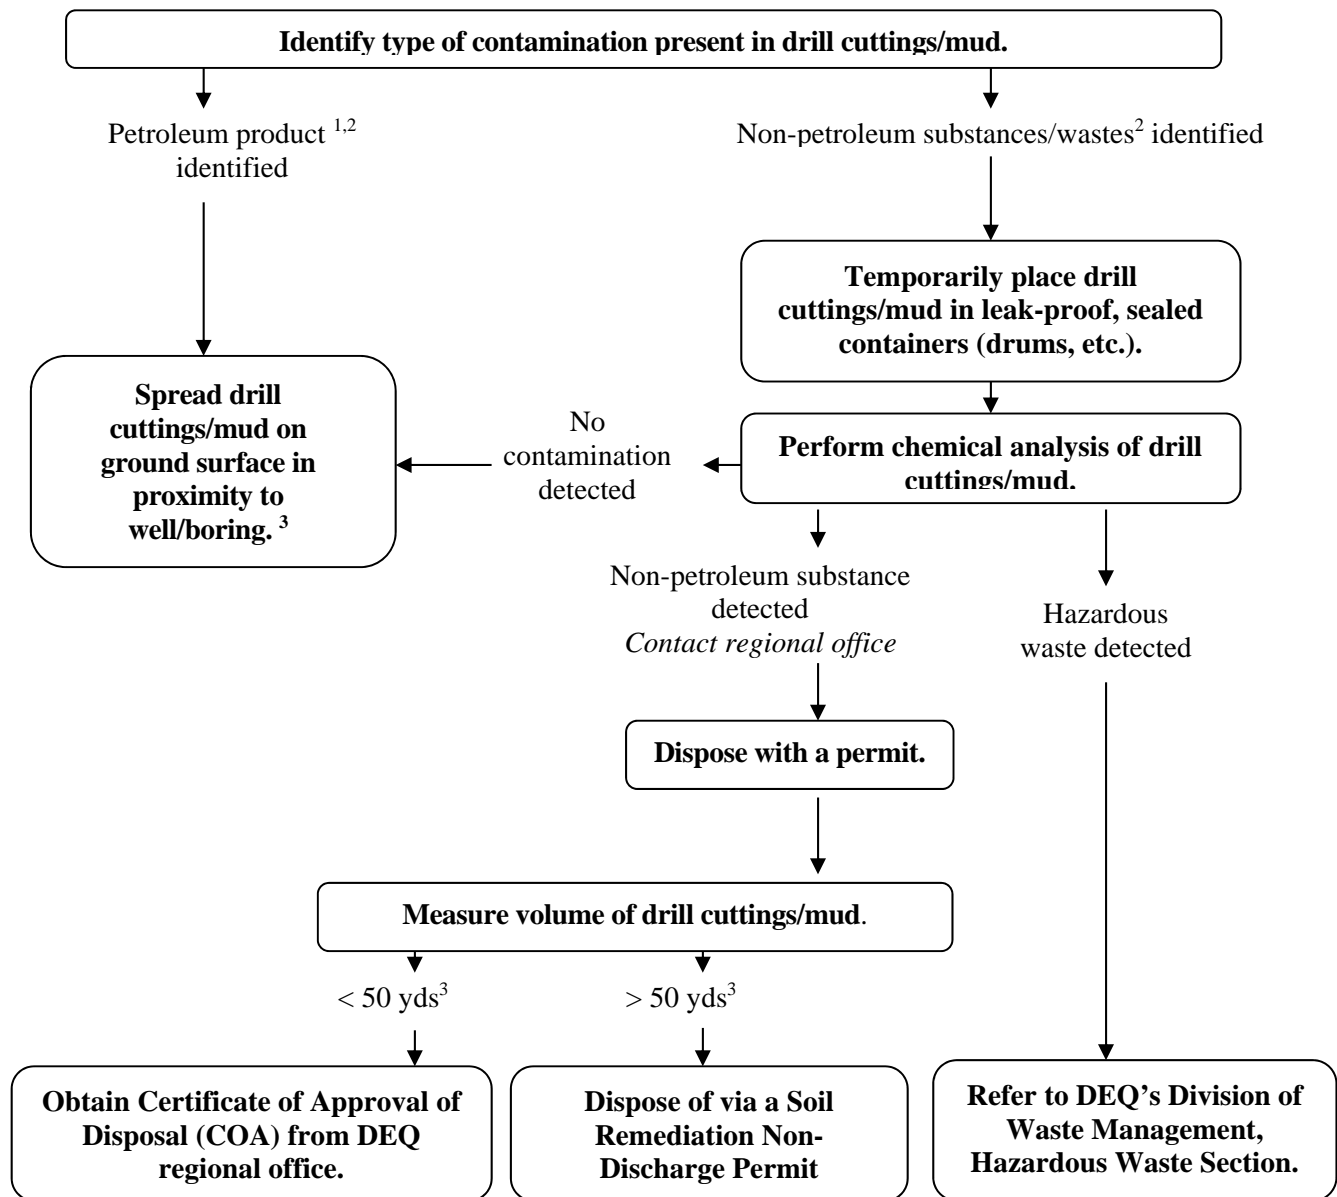 Identify type of contamination present in drill cuttings/mud.
Petroleum product 1,2
identified
Non-petroleum substances/wastes2 identified
Temporarily place drill
cuttings/mud in leak-proof, sealed
containers (drums, etc.).
Spread drill
cuttings/mud on
ground surface in
proximity to
well/boring. 3
No
contamination
detected
Perform chemical analysis of drill
cuttings/mud.
Non-petroleum substance
detected
Contact regional office
Hazardous
waste detected
Dispose with a permit.
Measure volume of drill cuttings/mud.
< 50 yds3
> 50 yds3
Obtain Certificate of Approval of
Disposal (COA) from DEQ
regional office.
Dispose of via a Soil
Remediation Non-
Discharge Permit
Refer to DEQ's Division of
Waste Management,
Hazardous Waste Section.